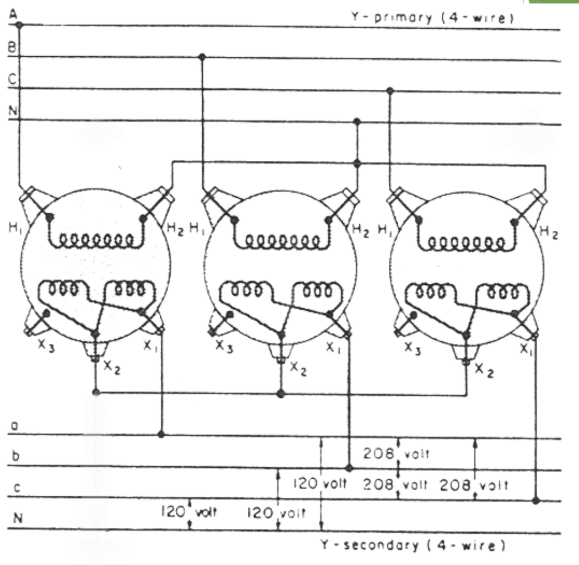 A
Y-primary (4-wire)
B
C
N
H₁ H₂ H₁ H₂ H₁ H₂
X₃ X₂ X₁ X₃ X₂ X₁ X₃ X₂ X₁
a
208 volt
b
120 volt 208 volt 208 volt
c
120 volt 120 volt
N
Y-secondary (4-wire)